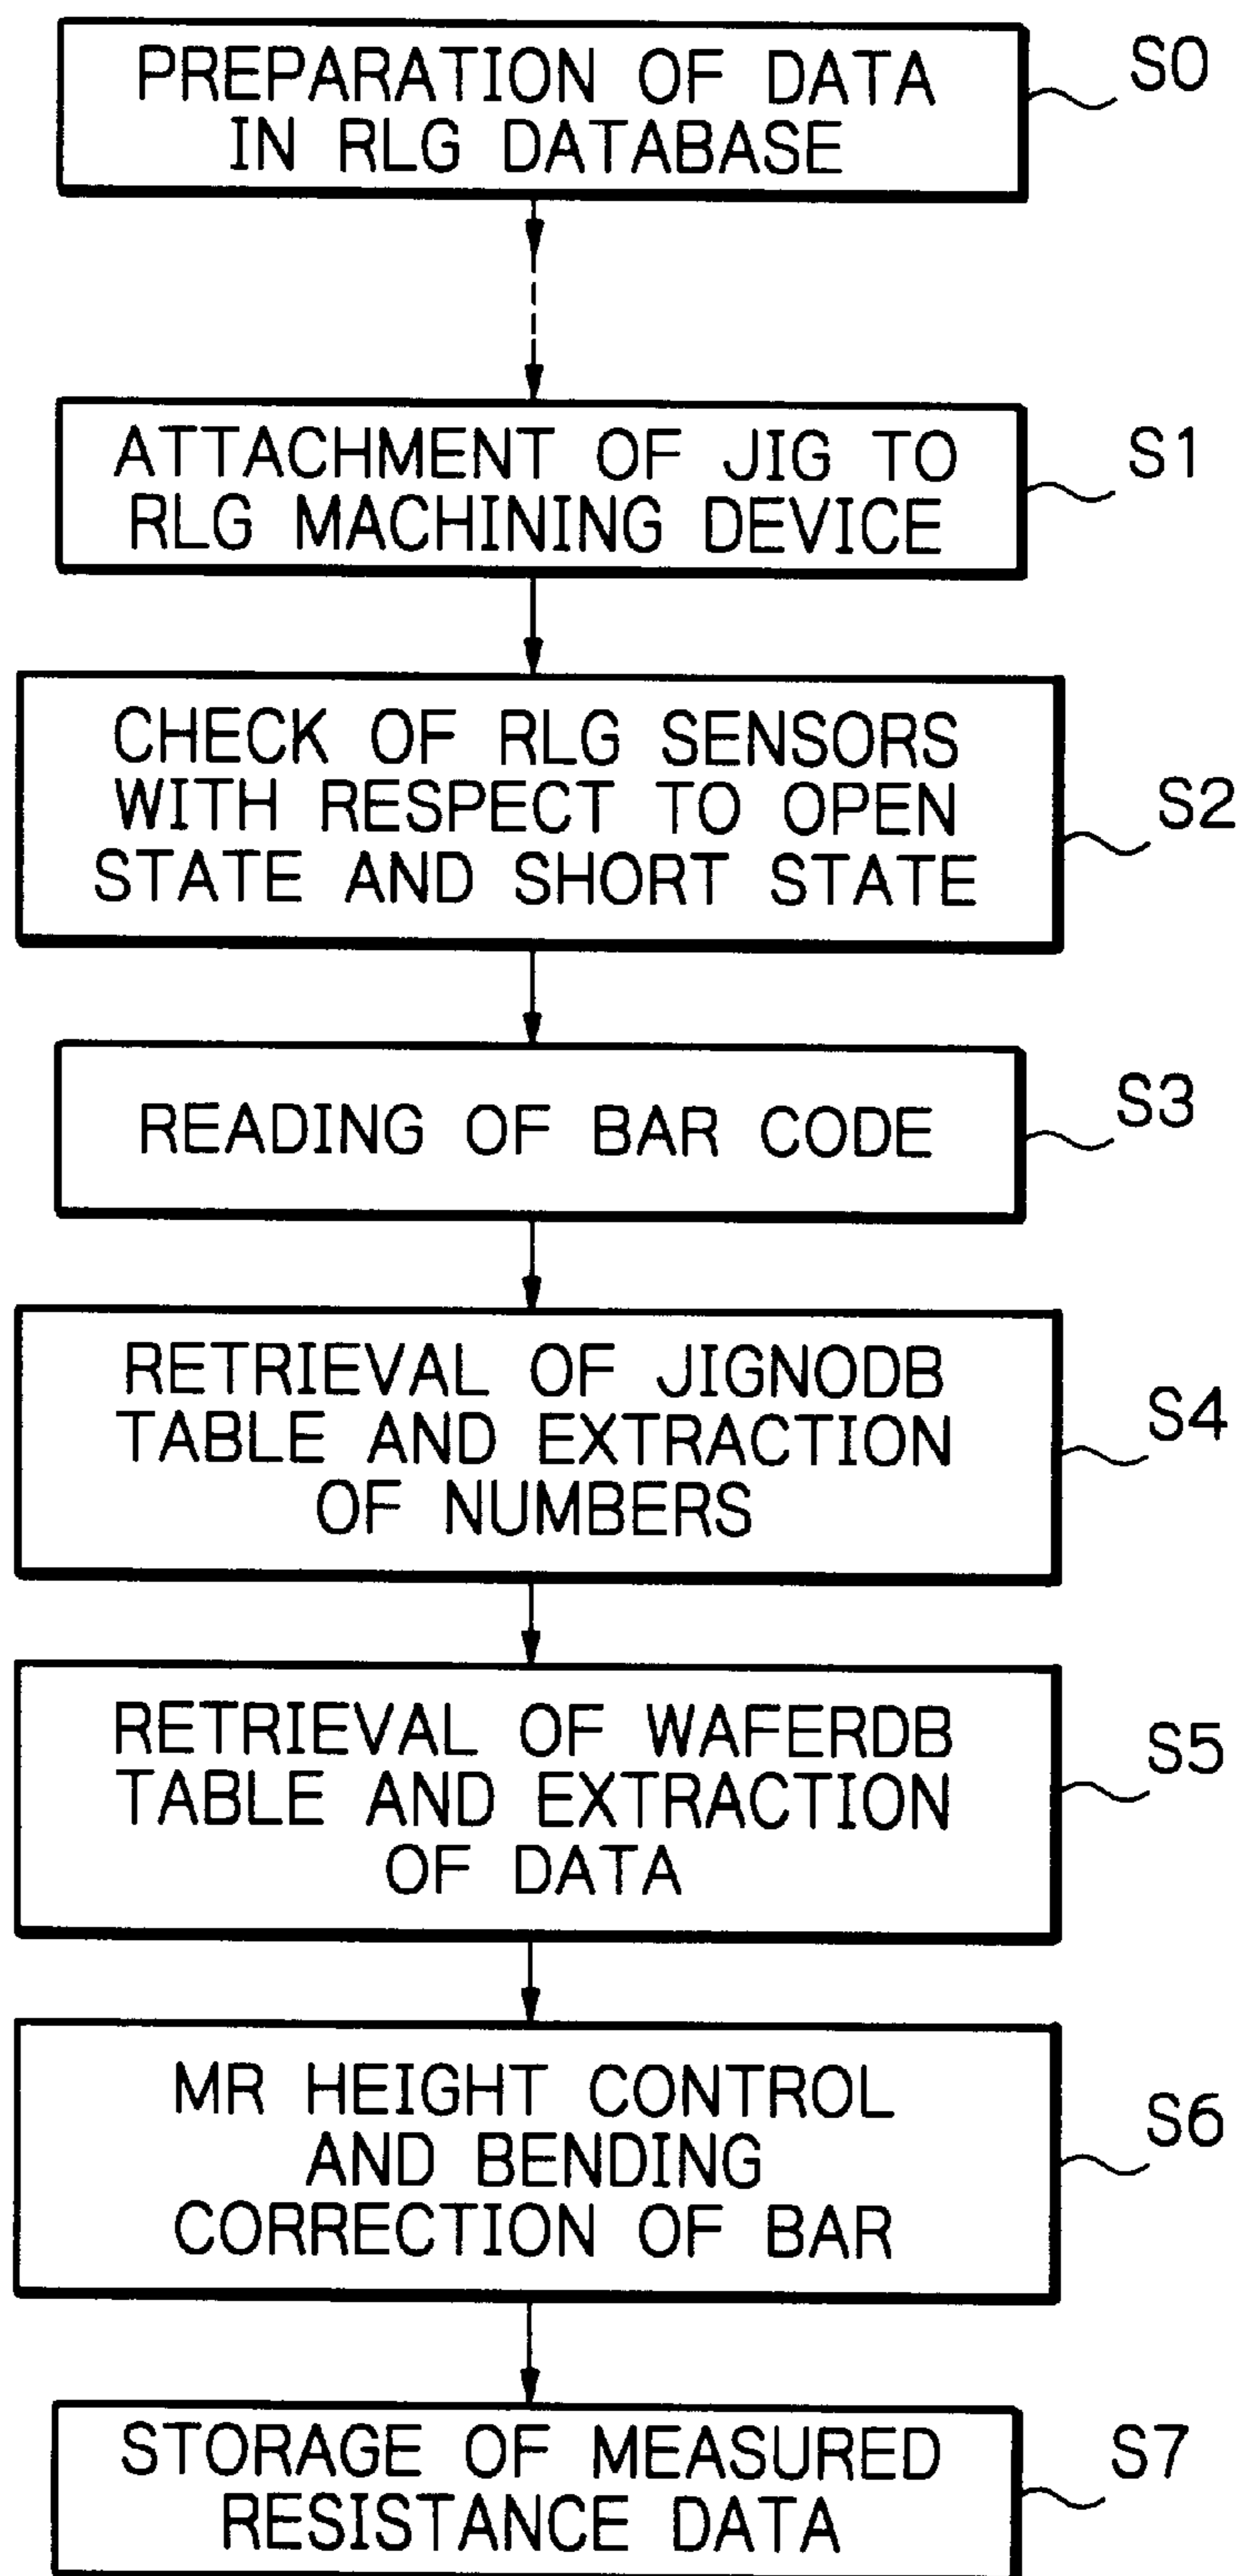 PREPARATION OF DATA
IN RLG DATABASE
S0
ATTACHMENT OF JIG TO
RLG MACHINING DEVICE
S1
CHECK OF RLG SENSORS
WITH RESPECT TO OPEN
STATE AND SHORT STATE
S2
READING OF BAR CODE
S3
RETRIEVAL OF JIGNODB
TABLE AND EXTRACTION
OF NUMBERS
S4
RETRIEVAL OF WAFERDB
TABLE AND EXTRACTION
OF DATA
S5
MR HEIGHT CONTROL
AND BENDING
CORRECTION OF BAR
S6
STORAGE OF MEASURED
RESISTANCE DATA
S7